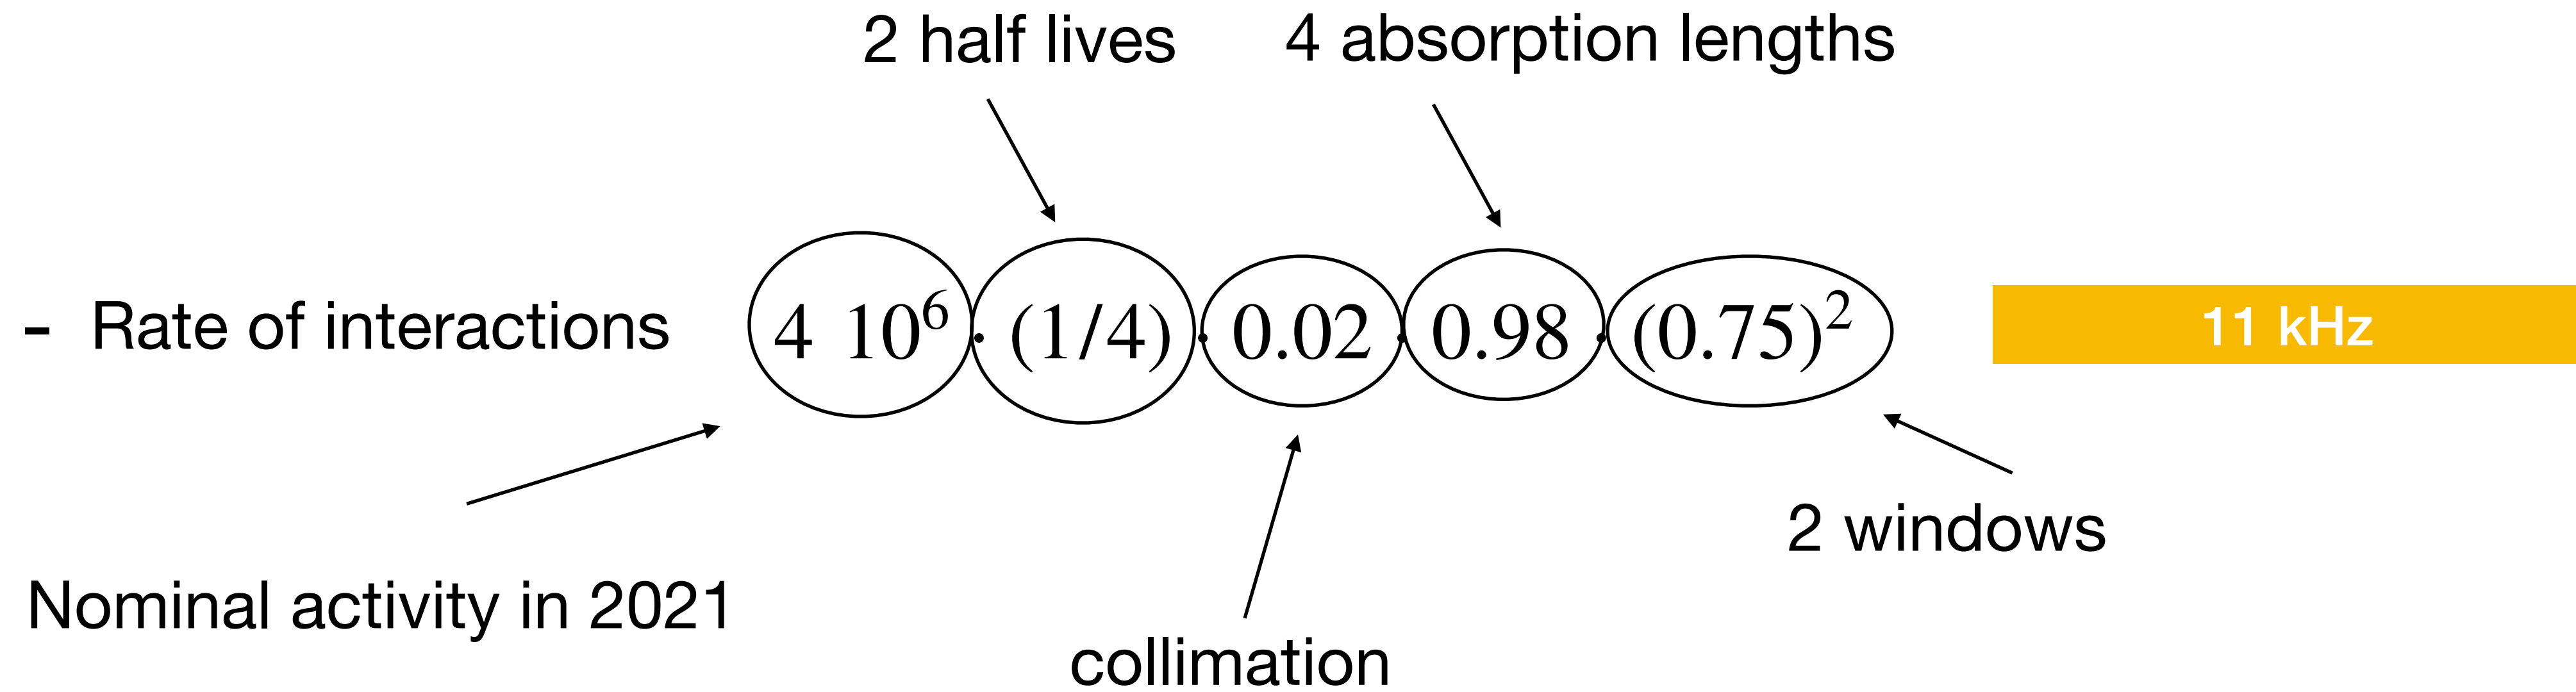 2 half lives 4 absorption lengths
- Rate of interactions 4 10⁶ · (1/4) · 0.02 · 0.98 · (0.75)² 11 kHz
2 windows
Nominal activity in 2021
collimation